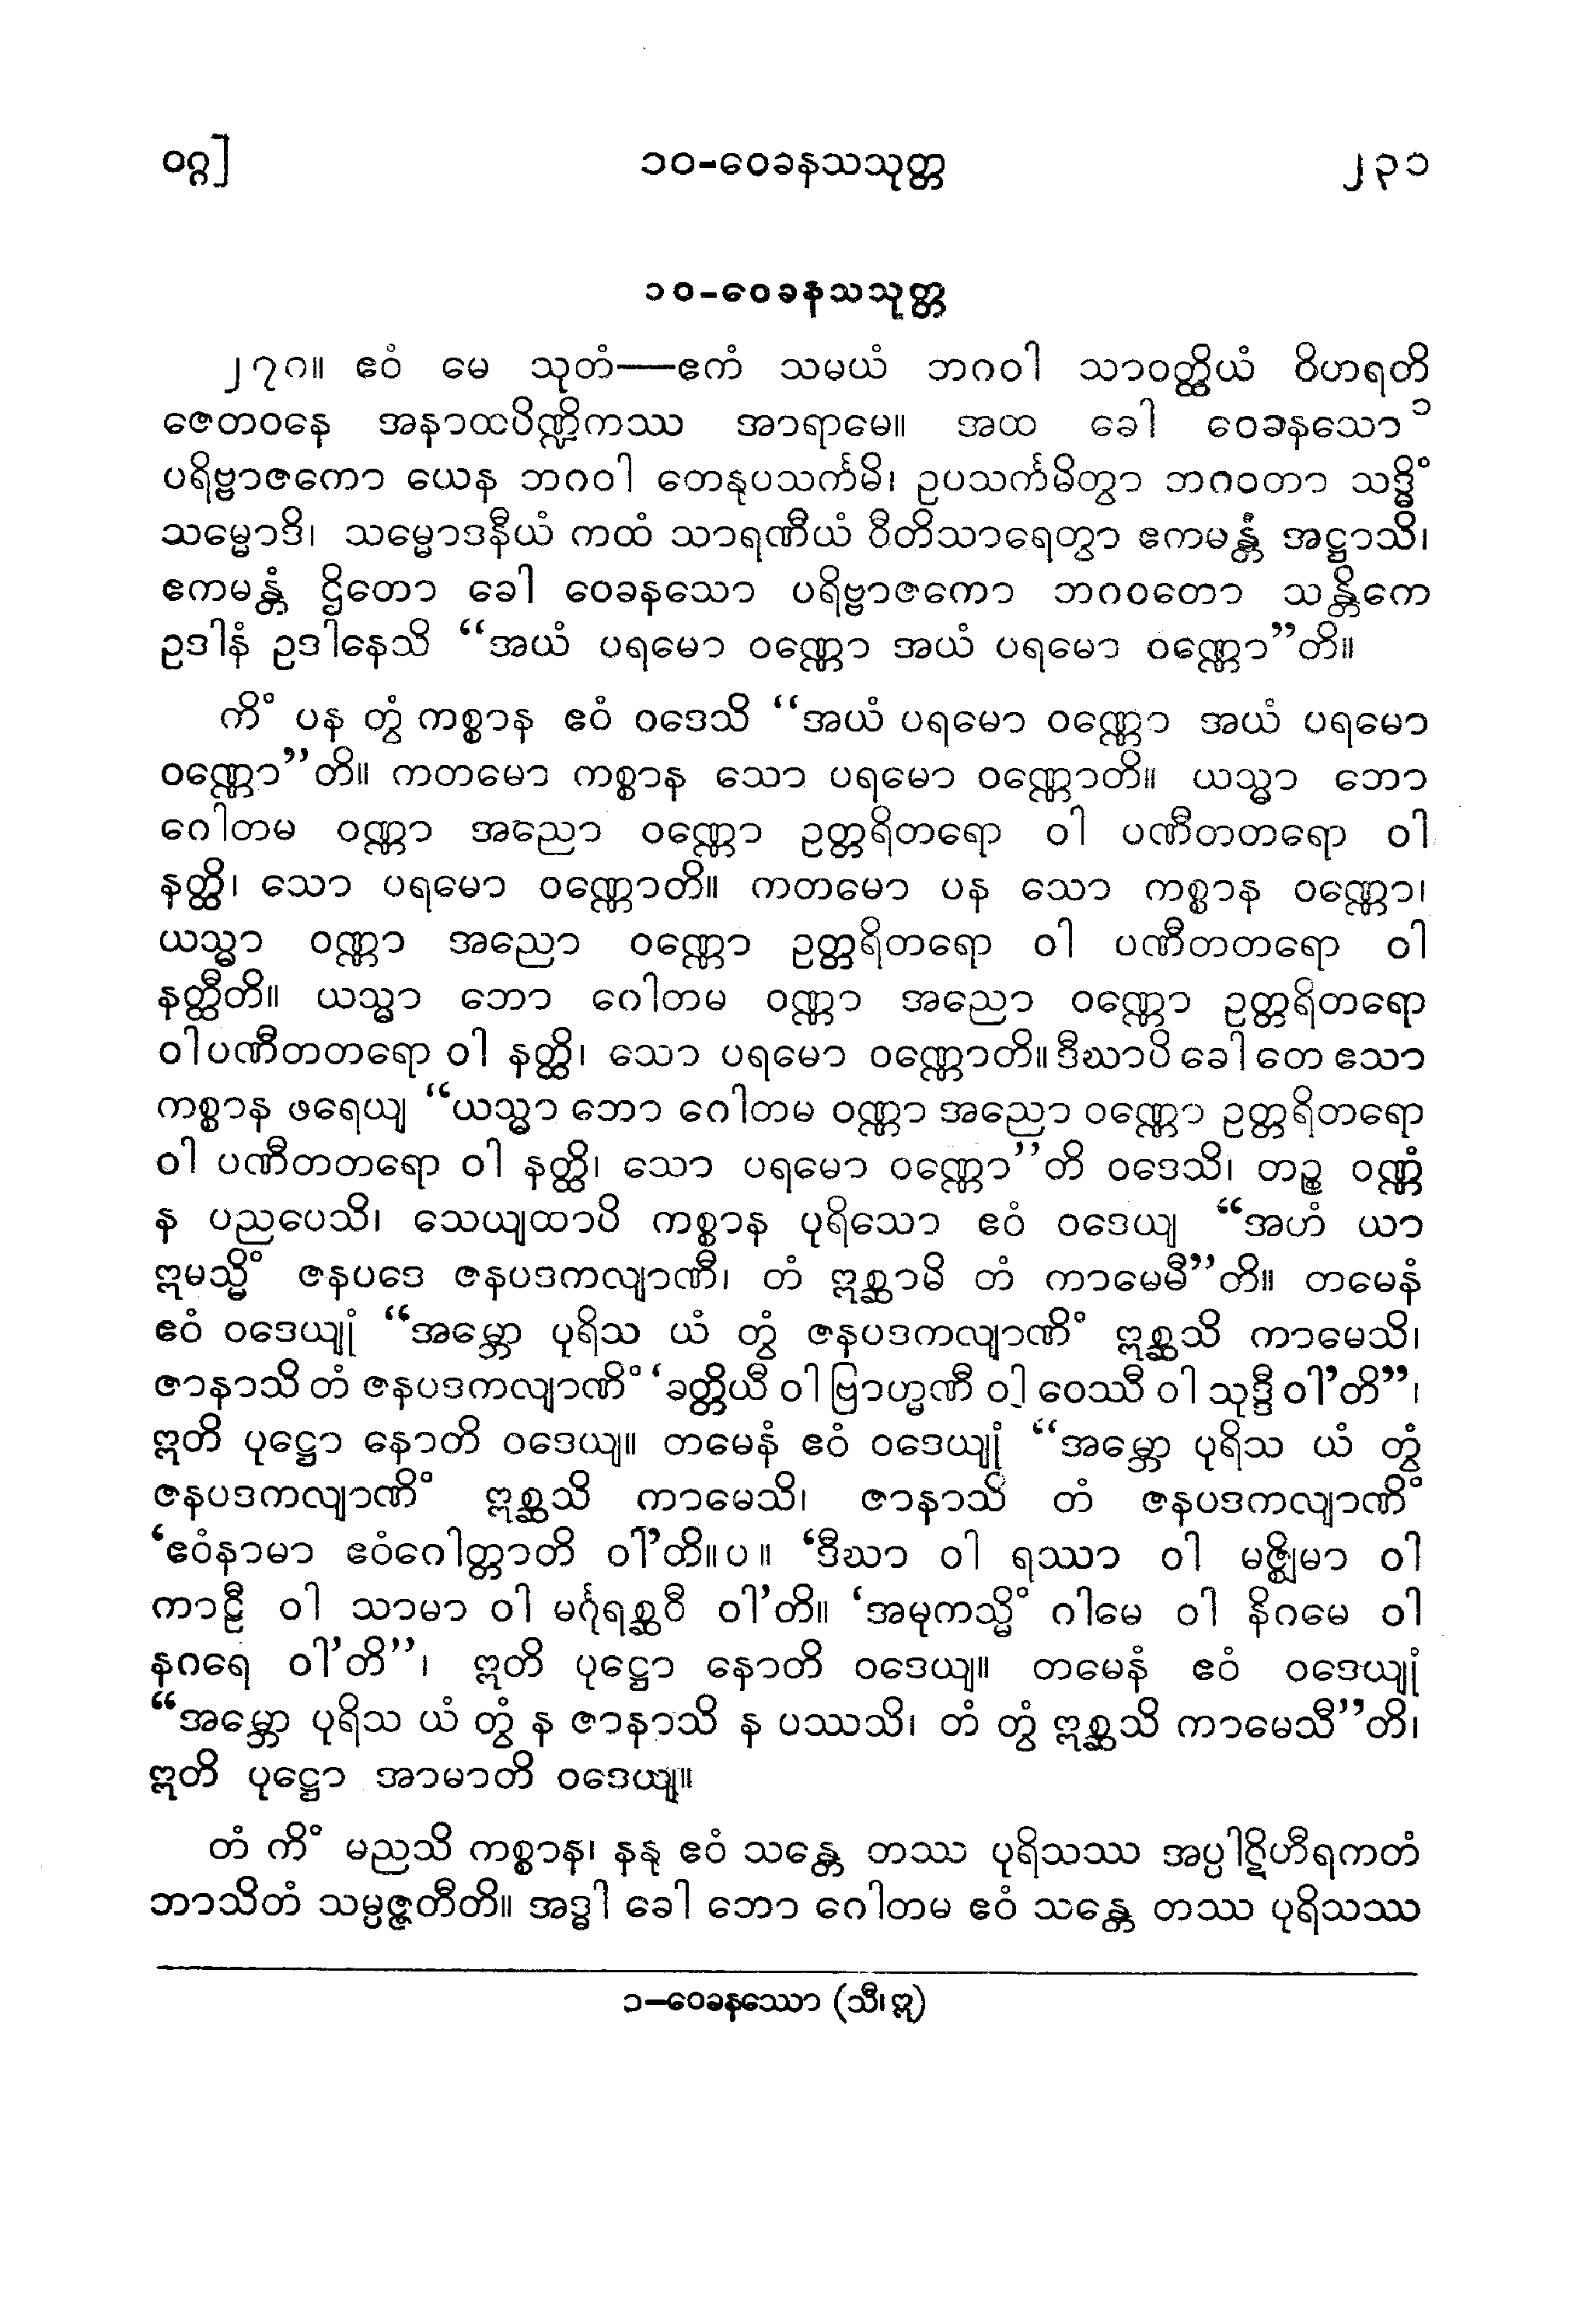 ဝဂ္ဂ]
၁၀-ဝေခနသသုတ္တ
၂၃၁
၁၀-ဝေခနသသုတ္တ
၂၇၈။ ဧဝံ မေ သုတံ—ဧကံ သမယံ ဘဂဝါ သာဝတ္ထိယံ ဝိဟရတိ
ဇေတဝနေ အနာထပိဏ္ဍိကဿ အာရာမေ။ အထ ခေါ ဝေခနသော ၁
ပရိဗ္ဗာဇကော ယေန ဘဂဝါ တေနုပသင်္ကမိ၊ ဥပသင်္ကမိတွာ ဘဂဝတာ သဒ္ဓိံ
သမ္မောဒိ၊ သမ္မောဒနီယံ ကထံ သာရဏီယံ ဝီတိသာရေတွာ ဧကမန္တံ အဋ္ဌာသိ၊
ဧကမန္တံ ဌိတော ခေါ ဝေခနသော ပရိဗ္ဗာဇကော ဘဂဝတော သန္တိကေ
ဥဒါနံ ဥဒါနေသိ “အယံ ပရမော ဝဏ္ဏော အယံ ပရမော ဝဏ္ဏော”တိ။
ကိံ ပန တွံ ကစ္စာန ဧဝံ ဝဒေသိ “အယံ ပရမော ဝဏ္ဏော အယံ ပရမော
ဝဏ္ဏော”တိ။ ကတမော ကစ္စာန သော ပရမော ဝဏ္ဏောတိ။ ယသ္မာ ဘော
ဂေါတမ ဝဏ္ဏာ အညော ဝဏ္ဏော ဥတ္တရိတရော ဝါ ပဏီတတရော ဝါ
နတ္ထိ၊ သော ပရမော ဝဏ္ဏောတိ။ ကတမော ပန သော ကစ္စာန ဝဏ္ဏော၊
ယသ္မာ ဝဏ္ဏာ အညော ဝဏ္ဏော ဥတ္တရိတရော ဝါ ပဏီတတရော ဝါ
နတ္ထီတိ။ ယသ္မာ ဘော ဂေါတမ ဝဏ္ဏာ အညော ဝဏ္ဏော ဥတ္တရိတရော
ဝါ ပဏီတတရော ဝါ နတ္ထိ၊ သော ပရမော ဝဏ္ဏောတိ။ ဒီဃာပိ ခေါ တေ ဧသာ
ကစ္စာန ဖရေယျ “ယသ္မာ ဘော ဂေါတမ ဝဏ္ဏာ အညော ဝဏ္ဏော ဥတ္တရိတရော
ဝါ ပဏီတတရော ဝါ နတ္ထိ၊ သော ပရမော ဝဏ္ဏော”တိ ဝဒေသိ၊ တဉ္စ ဝဏ္ဏံ
န ပညပေသိ၊ သေယျထာပိ ကစ္စာန ပုရိသော ဧဝံ ဝဒေယျ “အဟံ ယာ
ဣမသ္မိံ ဇနပဒေ ဇနပဒကလျာဏီ၊ တံ ဣစ္ဆာမိ တံ ကာမေမီ”တိ။ တမေနံ
ဧဝံ ဝဒေယျုံ “အမ္ဘော ပုရိသ ယံ တွံ ဇနပဒကလျာဏိံ ဣစ္ဆသိ ကာမေသိ၊
ဇာနာသိ တံ ဇနပဒကလျာဏိံ ‘ခတ္တိယီ ဝါ ဗြာဟ္မဏီ ဝါ ဝေဿီ ဝါ သုဒ္ဒီ ဝါ’တိ”၊
ဣတိ ပုဋ္ဌော နောတိ ဝဒေယျ။ တမေနံ ဧဝံ ဝဒေယျုံ “အမ္ဘော ပုရိသ ယံ တွံ
ဇနပဒကလျာဏိံ ဣစ္ဆသိ ကာမေသိ၊ ဇာနာသိ တံ ဇနပဒကလျာဏိံ
‘ဧဝံနာမာ ဧဝံဂေါတ္တာတိ ဝါ’တိ။ပ။ ‘ဒီဃာ ဝါ ရဿာ ဝါ မဇ္ဈိမာ ဝါ
ကာဠီ ဝါ သာမာ ဝါ မင်္ဂုရစ္ဆဝီ ဝါ’တိ။ ‘အမုကသ္မိံ ဂါမေ ဝါ နိဂမေ ဝါ
နဂရေ ဝါ’တိ”၊ ဣတိ ပုဋ္ဌော နောတိ ဝဒေယျ။ တမေနံ ဧဝံ ဝဒေယျုံ
“အမ္ဘော ပုရိသ ယံ တွံ န ဇာနာသိ န ပဿသိ၊ တံ တွံ ဣစ္ဆသိ ကာမေသီ”တိ၊
ဣတိ ပုဋ္ဌော အာမာတိ ဝဒေယျ။
တံ ကိံ မညသိ ကစ္စာန၊ နနု ဧဝံ သန္တေ တဿ ပုရိသဿ အပ္ပါဋိဟီရကတံ
ဘာသိတံ သမ္ပဇ္ဇတီတိ။ အဒ္ဓါ ခေါ ဘော ဂေါတမ ဧဝံ သန္တေ တဿ ပုရိသဿ
၁-ဝေခနဿော (သီ၊ ဣ)